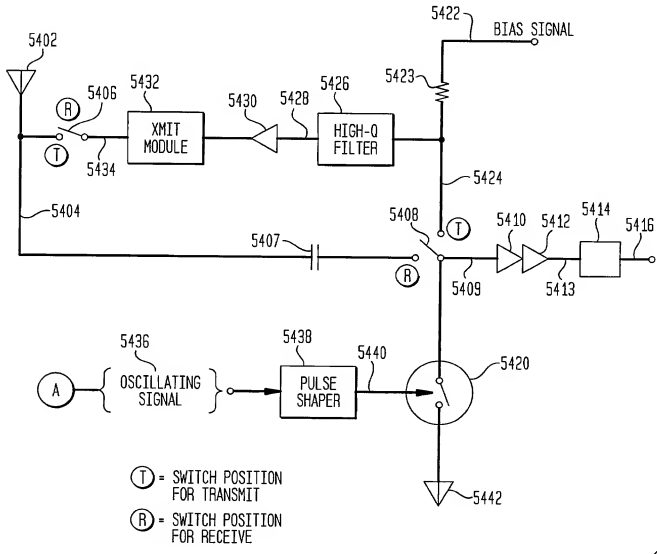 5422
5402
BIAS SIGNAL
5423
5432
5426
5406
5430
5428
R
XMIT
MODULE
HIGH-Q
FILTER
T
5434
5424
5404
5408
T
5410
5412
5414
5416
5407
R
5409
5413
5436
5438
5440
5420
A
OSCILLATING
SIGNAL
PULSE
SHAPER
T = SWITCH POSITION
FOR TRANSMIT
5442
R = SWITCH POSITION
FOR RECEIVE